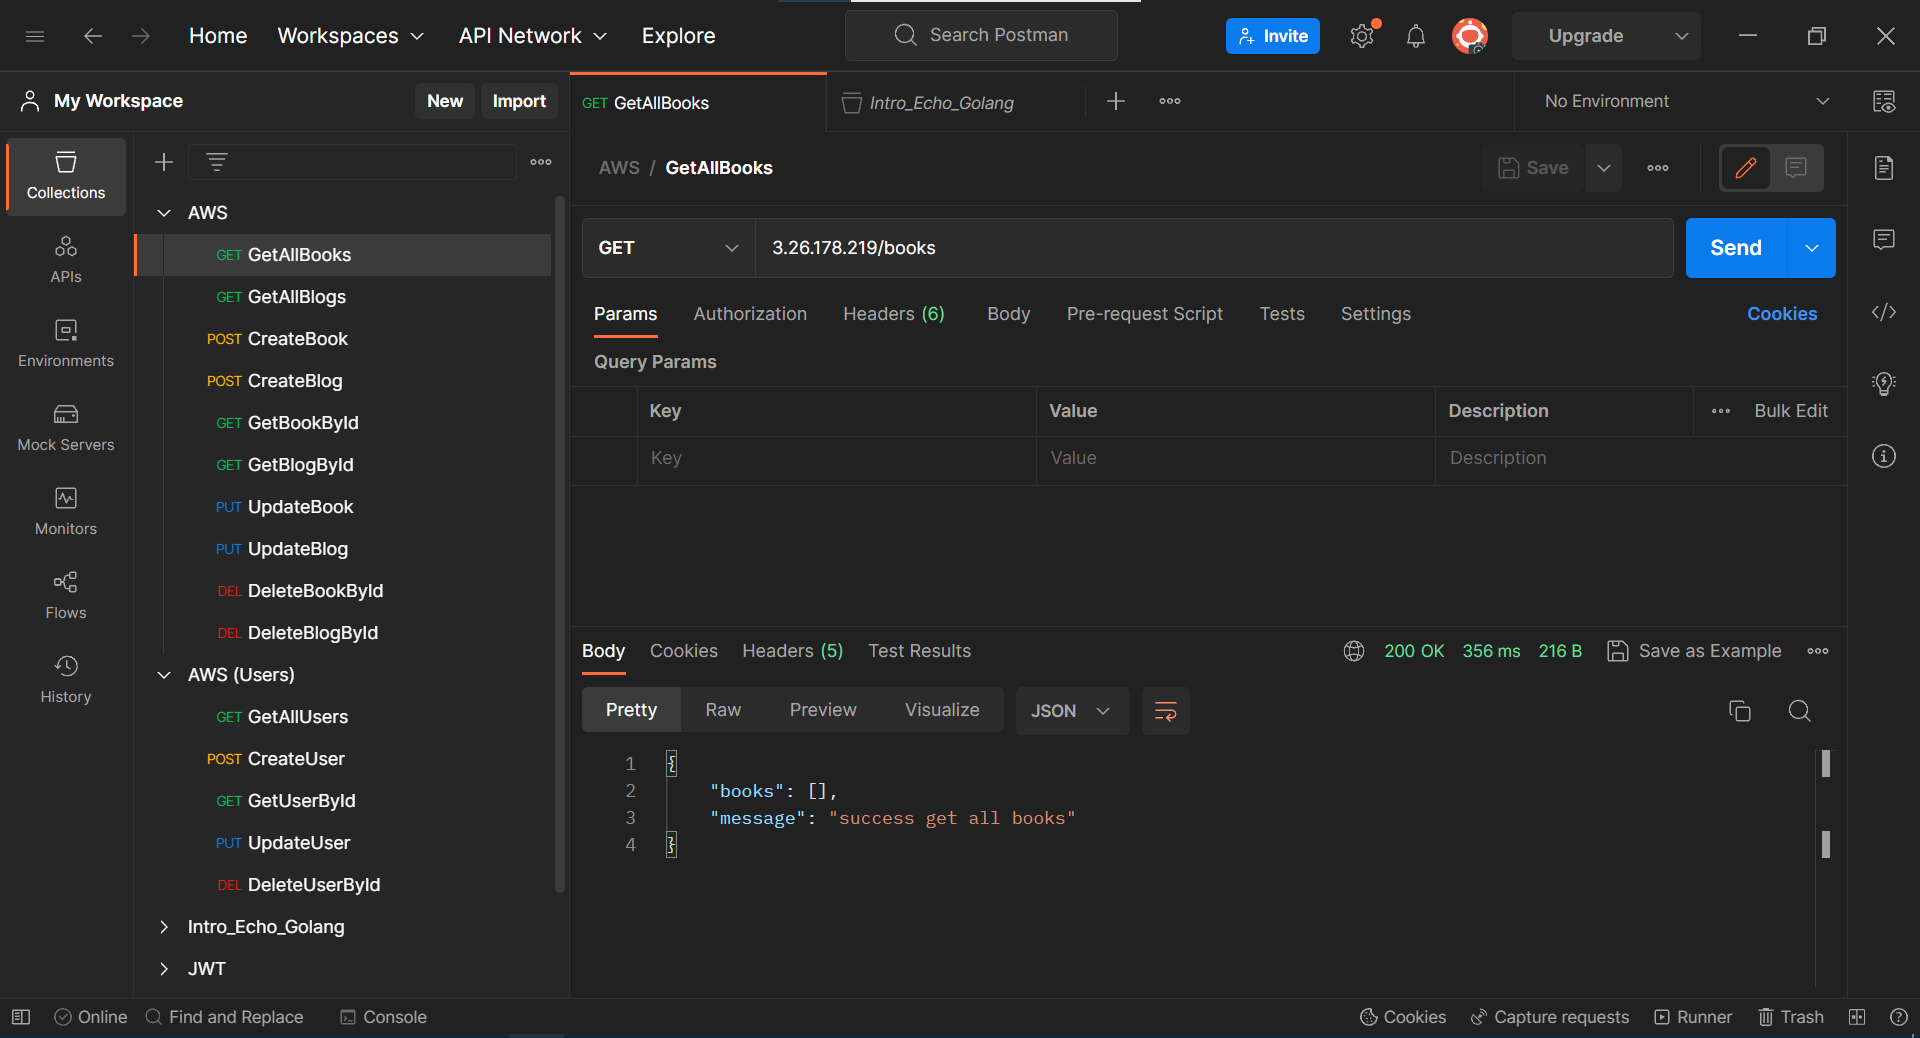 Home
Workspaces
API Network
Explore
Search Postman
Invite
Upgrade
My Workspace
New
Import
GET GetAllBooks
Intro_Echo_Golang
No Environment
Collections
APIs
Environments
Mock Servers
Monitors
Flows
History
AWS
GET GetAllBooks
GET GetAllBlogs
POST CreateBook
POST CreateBlog
GET GetBookById
GET GetBlogById
PUT UpdateBook
PUT UpdateBlog
DEL DeleteBookById
DEL DeleteBlogById
AWS (Users)
GET GetAllUsers
POST CreateUser
GET GetUserById
PUT UpdateUser
DEL DeleteUserById
Intro_Echo_Golang
JWT
AWS / GetAllBooks
Save
GET
3.26.178.219/books
Send
Params
Authorization
Headers (6)
Body
Pre-request Script
Tests
Settings
Cookies
Query Params
Key
Value
Description
Bulk Edit
Key
Value
Description
Body
Cookies
Headers (5)
Test Results
200 OK
356 ms
216 B
Save as Example
Pretty
Raw
Preview
Visualize
JSON
1 {
2 "books": [],
3 "message": "success get all books"
4 }
Online
Find and Replace
Console
Cookies
Capture requests
Runner
Trash